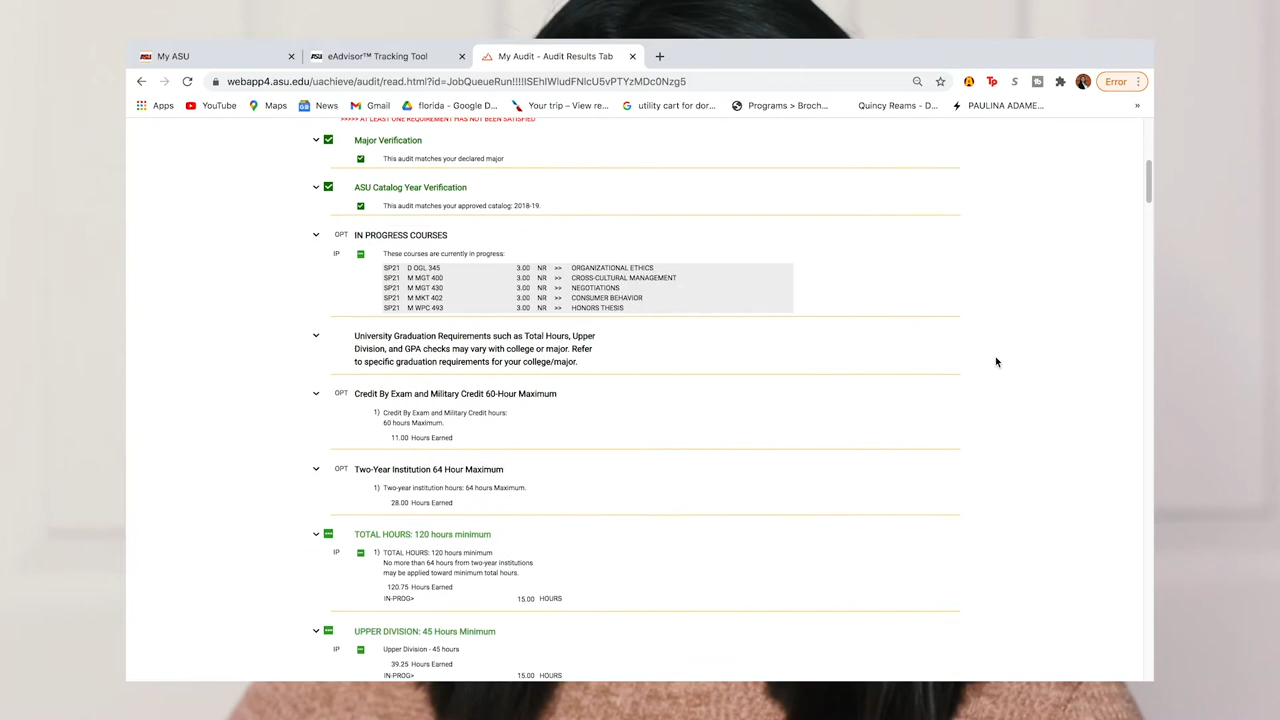 My ASU
eAdvisor™ Tracking Tool
My Audit - Audit Results Tab
webapp4.asu.edu/uachieve/audit/read.html?id=JobQueueRun!!!!ISEhIWludFNlcU5vPTYzMDc0Nzg5
Tp
S
Error
Apps
YouTube
Maps
News
Gmail
florida - Google D...
Your trip – View re...
utility cart for dor...
Programs > Broch...
Quincy Reams - D...
PAULINA ADAME...
»
>>>>> AT LEAST ONE REQUIREMENT HAS NOT BEEN SATISFIED
Major Verification
This audit matches your declared major
ASU Catalog Year Verification
This audit matches your approved catalog: 2018-19.
OPT IN PROGRESS COURSES
IP These courses are currently in progress:
SP21 D OGL 345 3.00 NR >> ORGANIZATIONAL ETHICS
SP21 M MGT 400 3.00 NR >> CROSS-CULTURAL MANAGEMENT
SP21 M MGT 430 3.00 NR >> NEGOTIATIONS
SP21 M MKT 402 3.00 NR >> CONSUMER BEHAVIOR
SP21 M WPC 493 3.00 NR >> HONORS THESIS
University Graduation Requirements such as Total Hours, Upper
Division, and GPA checks may vary with college or major. Refer
to specific graduation requirements for your college/major.
OPT Credit By Exam and Military Credit 60-Hour Maximum
1) Credit By Exam and Military Credit hours:
60 hours Maximum.
11.00 Hours Earned
OPT Two-Year Institution 64 Hour Maximum
1) Two-year institution hours: 64 hours Maximum.
28.00 Hours Earned
TOTAL HOURS: 120 hours minimum
IP 1) TOTAL HOURS: 120 hours minimum
No more than 64 hours from two-year institutions
may be applied toward minimum total hours.
120.75 Hours Earned
IN-PROG> 15.00 HOURS
UPPER DIVISION: 45 Hours Minimum
IP Upper Division - 45 hours
39.25 Hours Earned
IN-PROG> 15.00 HOURS